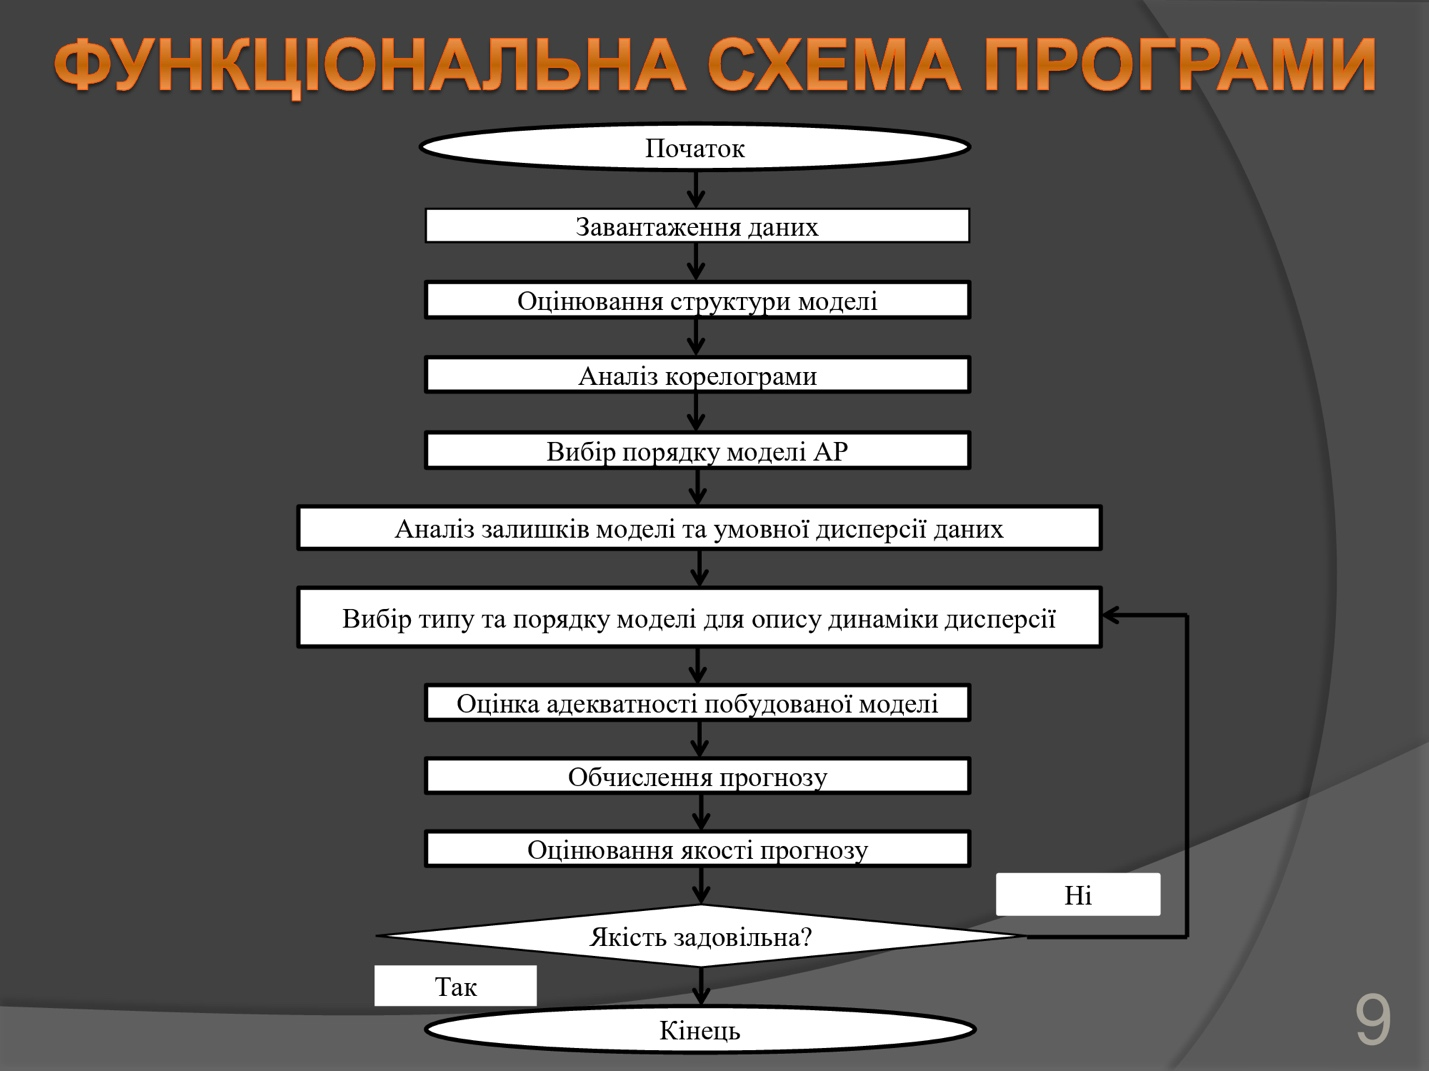 ФУНКЦІОНАЛЬНА СХЕМА ПРОГРАМИ
Початок
Завантаження даних
Оцінювання структури моделі
Аналіз корелограми
Вибір порядку моделі АР
Аналіз залишків моделі та умовної дисперсії даних
Вибір типу та порядку моделі для опису динаміки дисперсії
Оцінка адекватності побудованої моделі
Обчислення прогнозу
Оцінювання якості прогнозу
Ні
Якість задовільна?
Так
Кінець
9